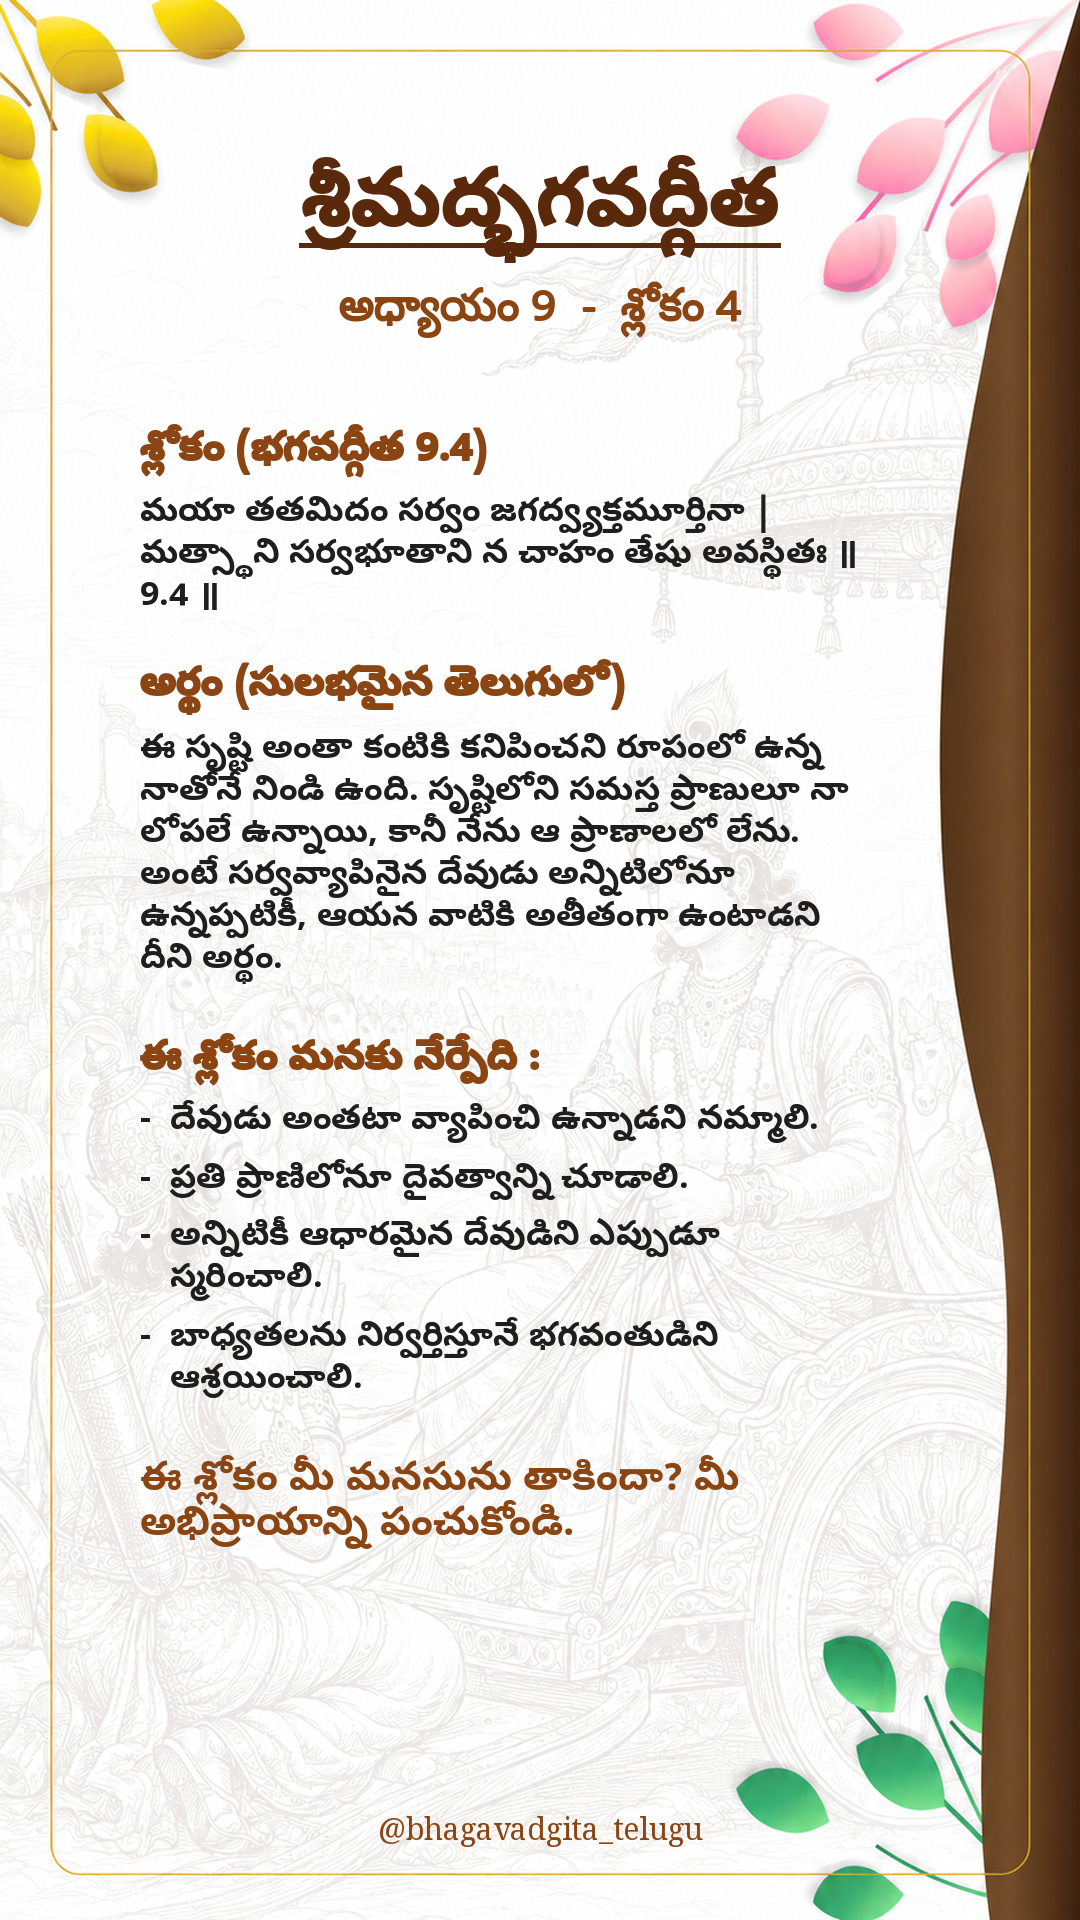 శ్రీమద్భగవద్గీత
అధ్యాయం 9 - శ్లోకం 4
శ్లోకం (భగవద్గీత 9.4)
మయా తతమిదం సర్వం జగద్వ్యక్తమూర్తినా |
మత్స్థాని సర్వభూతాని న చాహం తేషు అవస్థితః ॥
9.4 ॥
అర్థం (సులభమైన తెలుగులో)
ఈ సృష్టి అంతా కంటికి కనిపించని రూపంలో ఉన్న
నాతోనే నిండి ఉంది. సృష్టిలోని సమస్త ప్రాణులూ నా
లోపలే ఉన్నాయి, కానీ నేను ఆ ప్రాణాలలో లేను.
అంటే సర్వవ్యాపినైన దేవుడు అన్నిటిలోనూ
ఉన్నప్పటికీ, ఆయన వాటికి అతీతంగా ఉంటాడని
దీని అర్థం.
ఈ శ్లోకం మనకు నేర్పేది :
- దేవుడు అంతటా వ్యాపించి ఉన్నాడని నమ్మాలి.
- ప్రతి ప్రాణిలోనూ దైవత్వాన్ని చూడాలి.
- అన్నిటికీ ఆధారమైన దేవుడిని ఎప్పుడూ
స్మరించాలి.
- బాధ్యతలను నిర్వర్తిస్తూనే భగవంతుడిని
ఆశ్రయించాలి.
ఈ శ్లోకం మీ మనసును తాకిందా? మీ
అభిప్రాయాన్ని పంచుకోండి.
@bhagavadgita_telugu